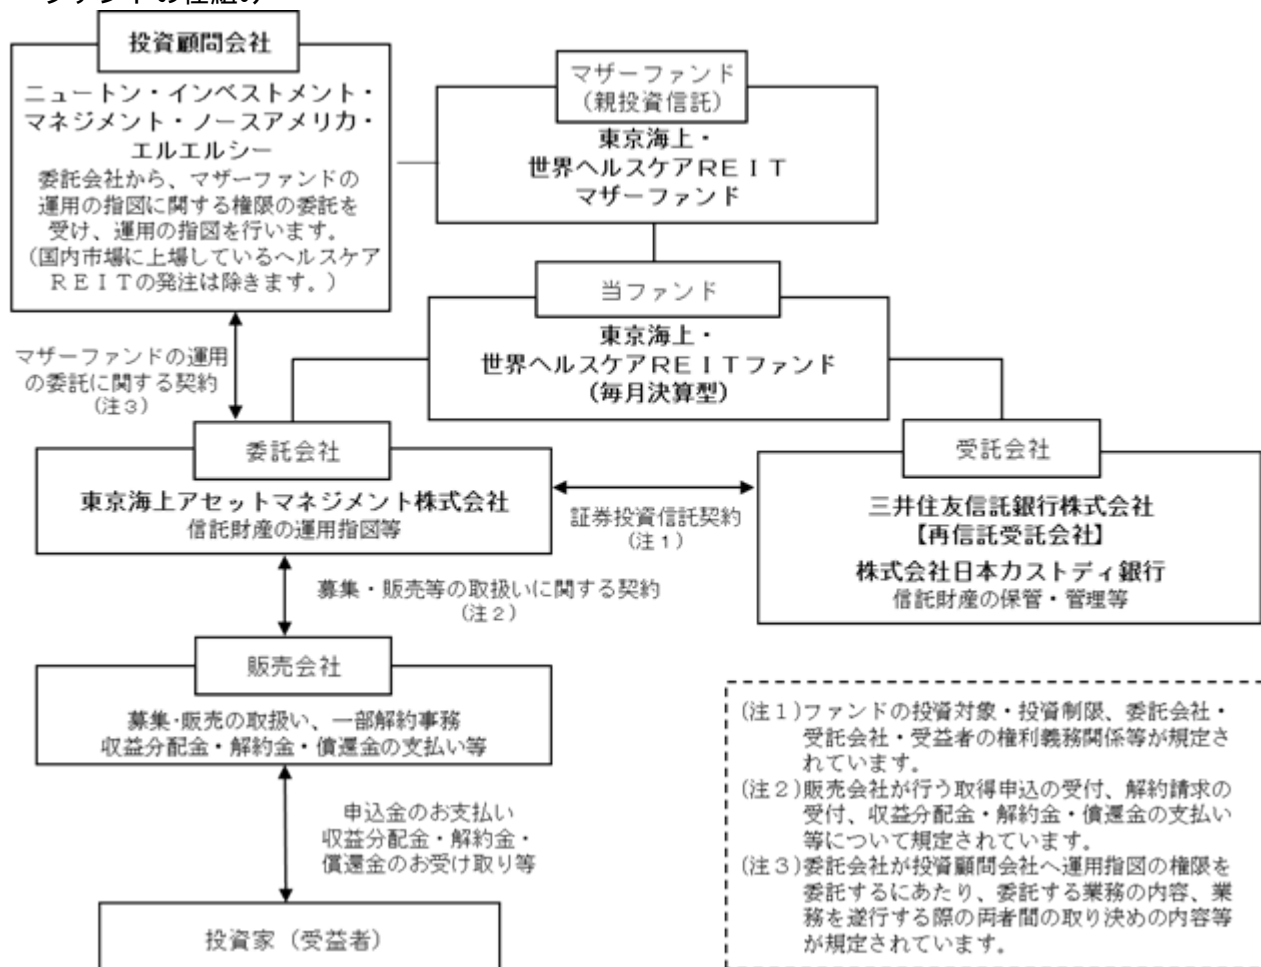 ファンドの仕組み
投資顧問会社
ニュートン・インベストメント・
マネジメント・ノースアメリカ・
エルエルシー
委託会社から、マザーファンドの
運用の指図に関する権限の委託を
受け、運用の指図を行います。
(国内市場に上場しているヘルスケア
ＲＥＩＴの発注は除きます。)
マザーファンド
(親投資信託)
東京海上・
世界ヘルスケアＲＥＩＴ
マザーファンド
当ファンド
東京海上・
世界ヘルスケアＲＥＩＴファンド
(毎月決算型)
マザーファンドの運用
の委託に関する契約
(注３)
委託会社
東京海上アセットマネジメント株式会社
信託財産の運用指図等
証券投資信託契約
(注１)
受託会社
三井住友信託銀行株式会社
【再信託受託会社】
株式会社日本カストディ銀行
信託財産の保管・管理等
募集・販売等の取扱いに関する契約
(注２)
販売会社
募集・販売の取扱い、一部解約事務
収益分配金・解約金・償還金の支払い等
申込金のお支払い
収益分配金・解約金・
償還金のお受け取り等
投資家（受益者）
(注１)ファンドの投資対象・投資制限、委託会社・
受託会社・受益者の権利義務関係等が規定さ
れています。
(注２)販売会社が行う取得申込の受付、解約請求の
受付、収益分配金・解約金・償還金の支払い
等について規定されています。
(注３)委託会社が投資顧問会社へ運用指図の権限を
委託するにあたり、委託する業務の内容、業
務を遂行する際の両者間の取り決めの内容等
が規定されています。